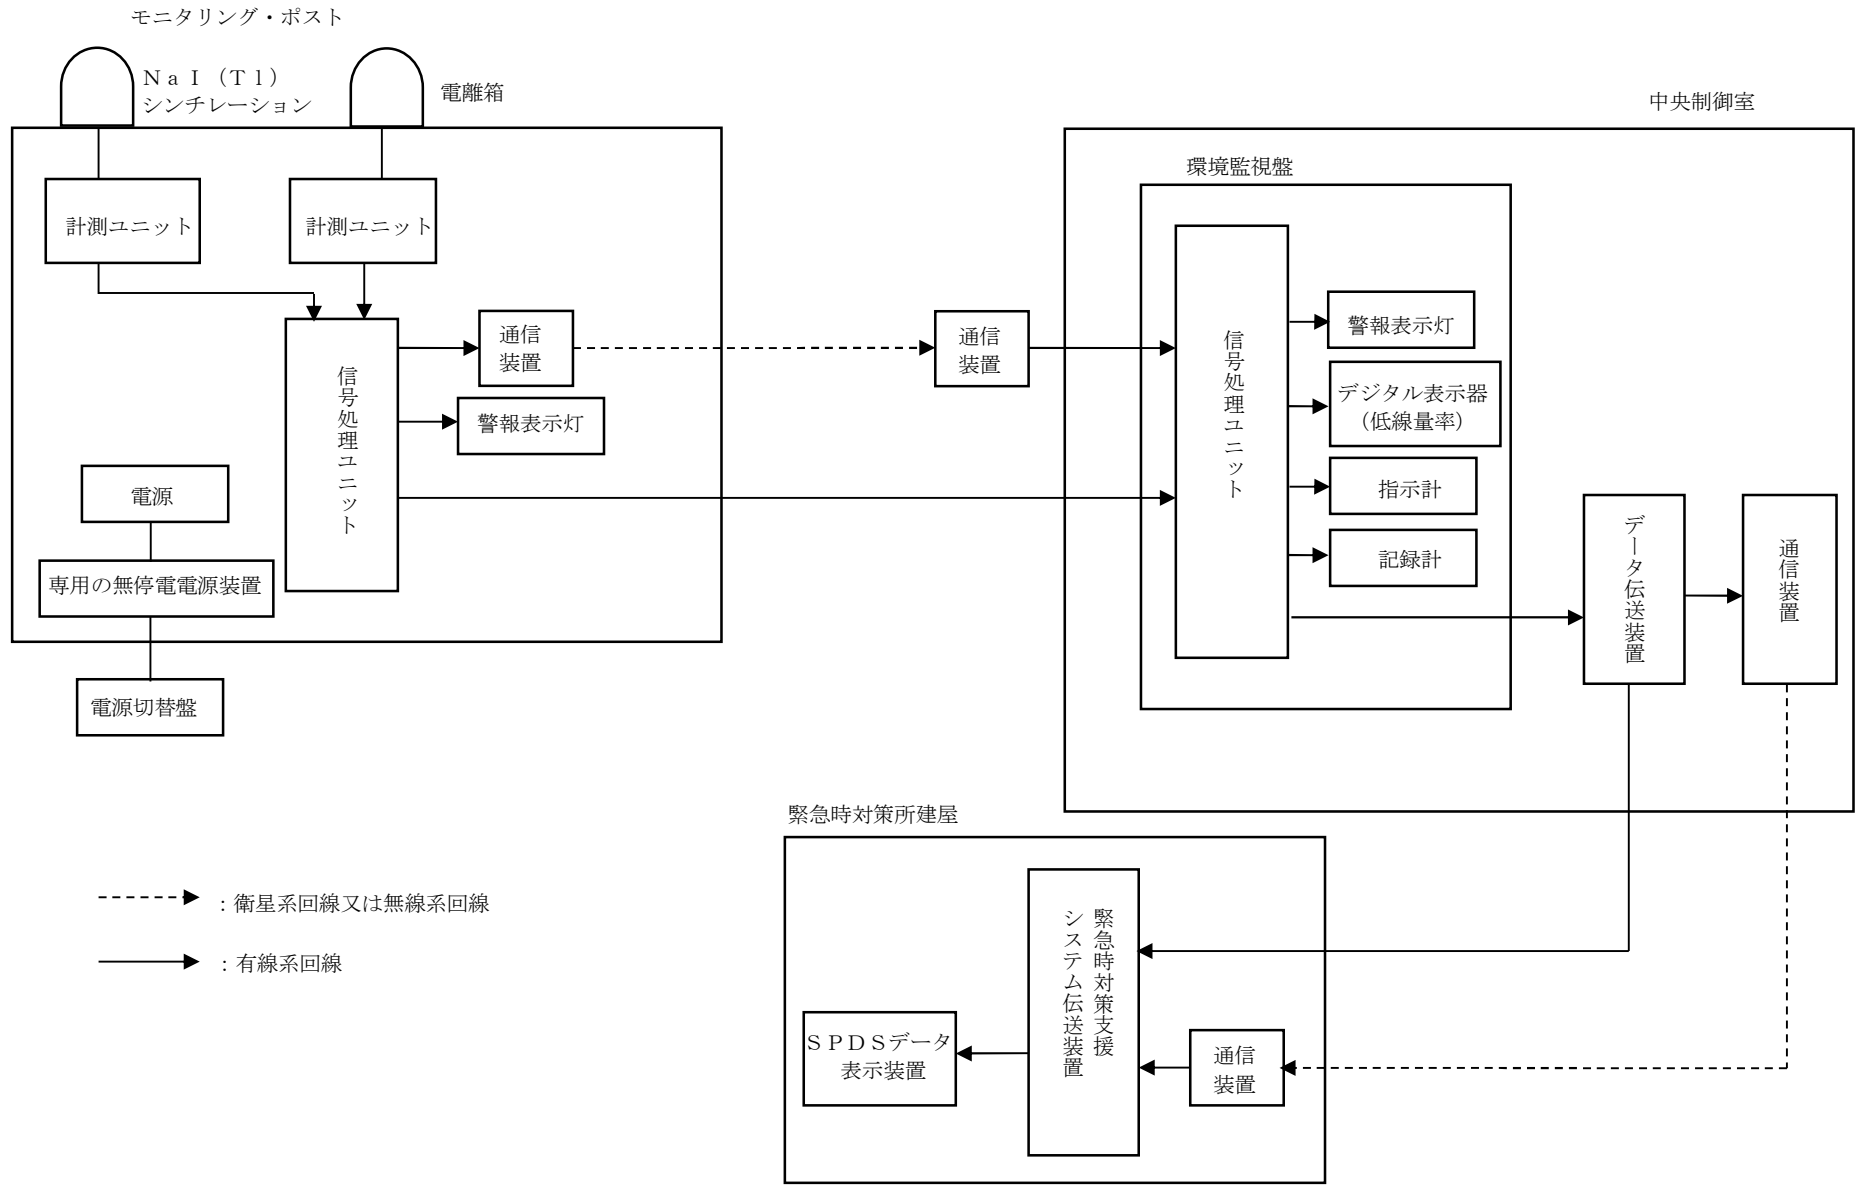 モニタリング・ポスト
ＮａＩ（Ｔｌ）
シンチレーション
電離箱
計測ユニット
計測ユニット
信号処理ユニット
通信
装置
警報表示灯
電源
専用の無停電電源装置
電源切替盤
通信
装置
中央制御室
環境監視盤
信号処理ユニット
警報表示灯
デジタル表示器
（低線量率）
指示計
記録計
データ伝送装置
通信装置
緊急時対策所建屋
緊急時対策支援
システム伝送装置
ＳＰＤＳデータ
表示装置
通信
装置
：衛星系回線又は無線系回線
：有線系回線